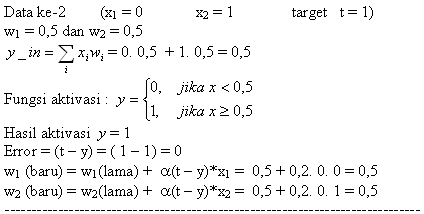 Data ke-2 (x₁ = 0 x₂ = 1 target t = 1)
w₁ = 0,5 dan w₂ = 0,5
y_in = ∑ᵢ xᵢwᵢ = 0. 0,5 + 1. 0,5 = 0,5
Fungsi aktivasi : y = { 0, jika x < 0,5
1, jika x ≥ 0,5
Hasil aktivasi y = 1
Error = (t – y) = ( 1 – 1) = 0
w₁ (baru) = w₁(lama) + α(t – y)*x₁ = 0,5 + 0,2. 0. 0 = 0,5
w₂ (baru) = w₂(lama) + α(t – y)*x₂ = 0,5 + 0,2. 0. 1 = 0,5